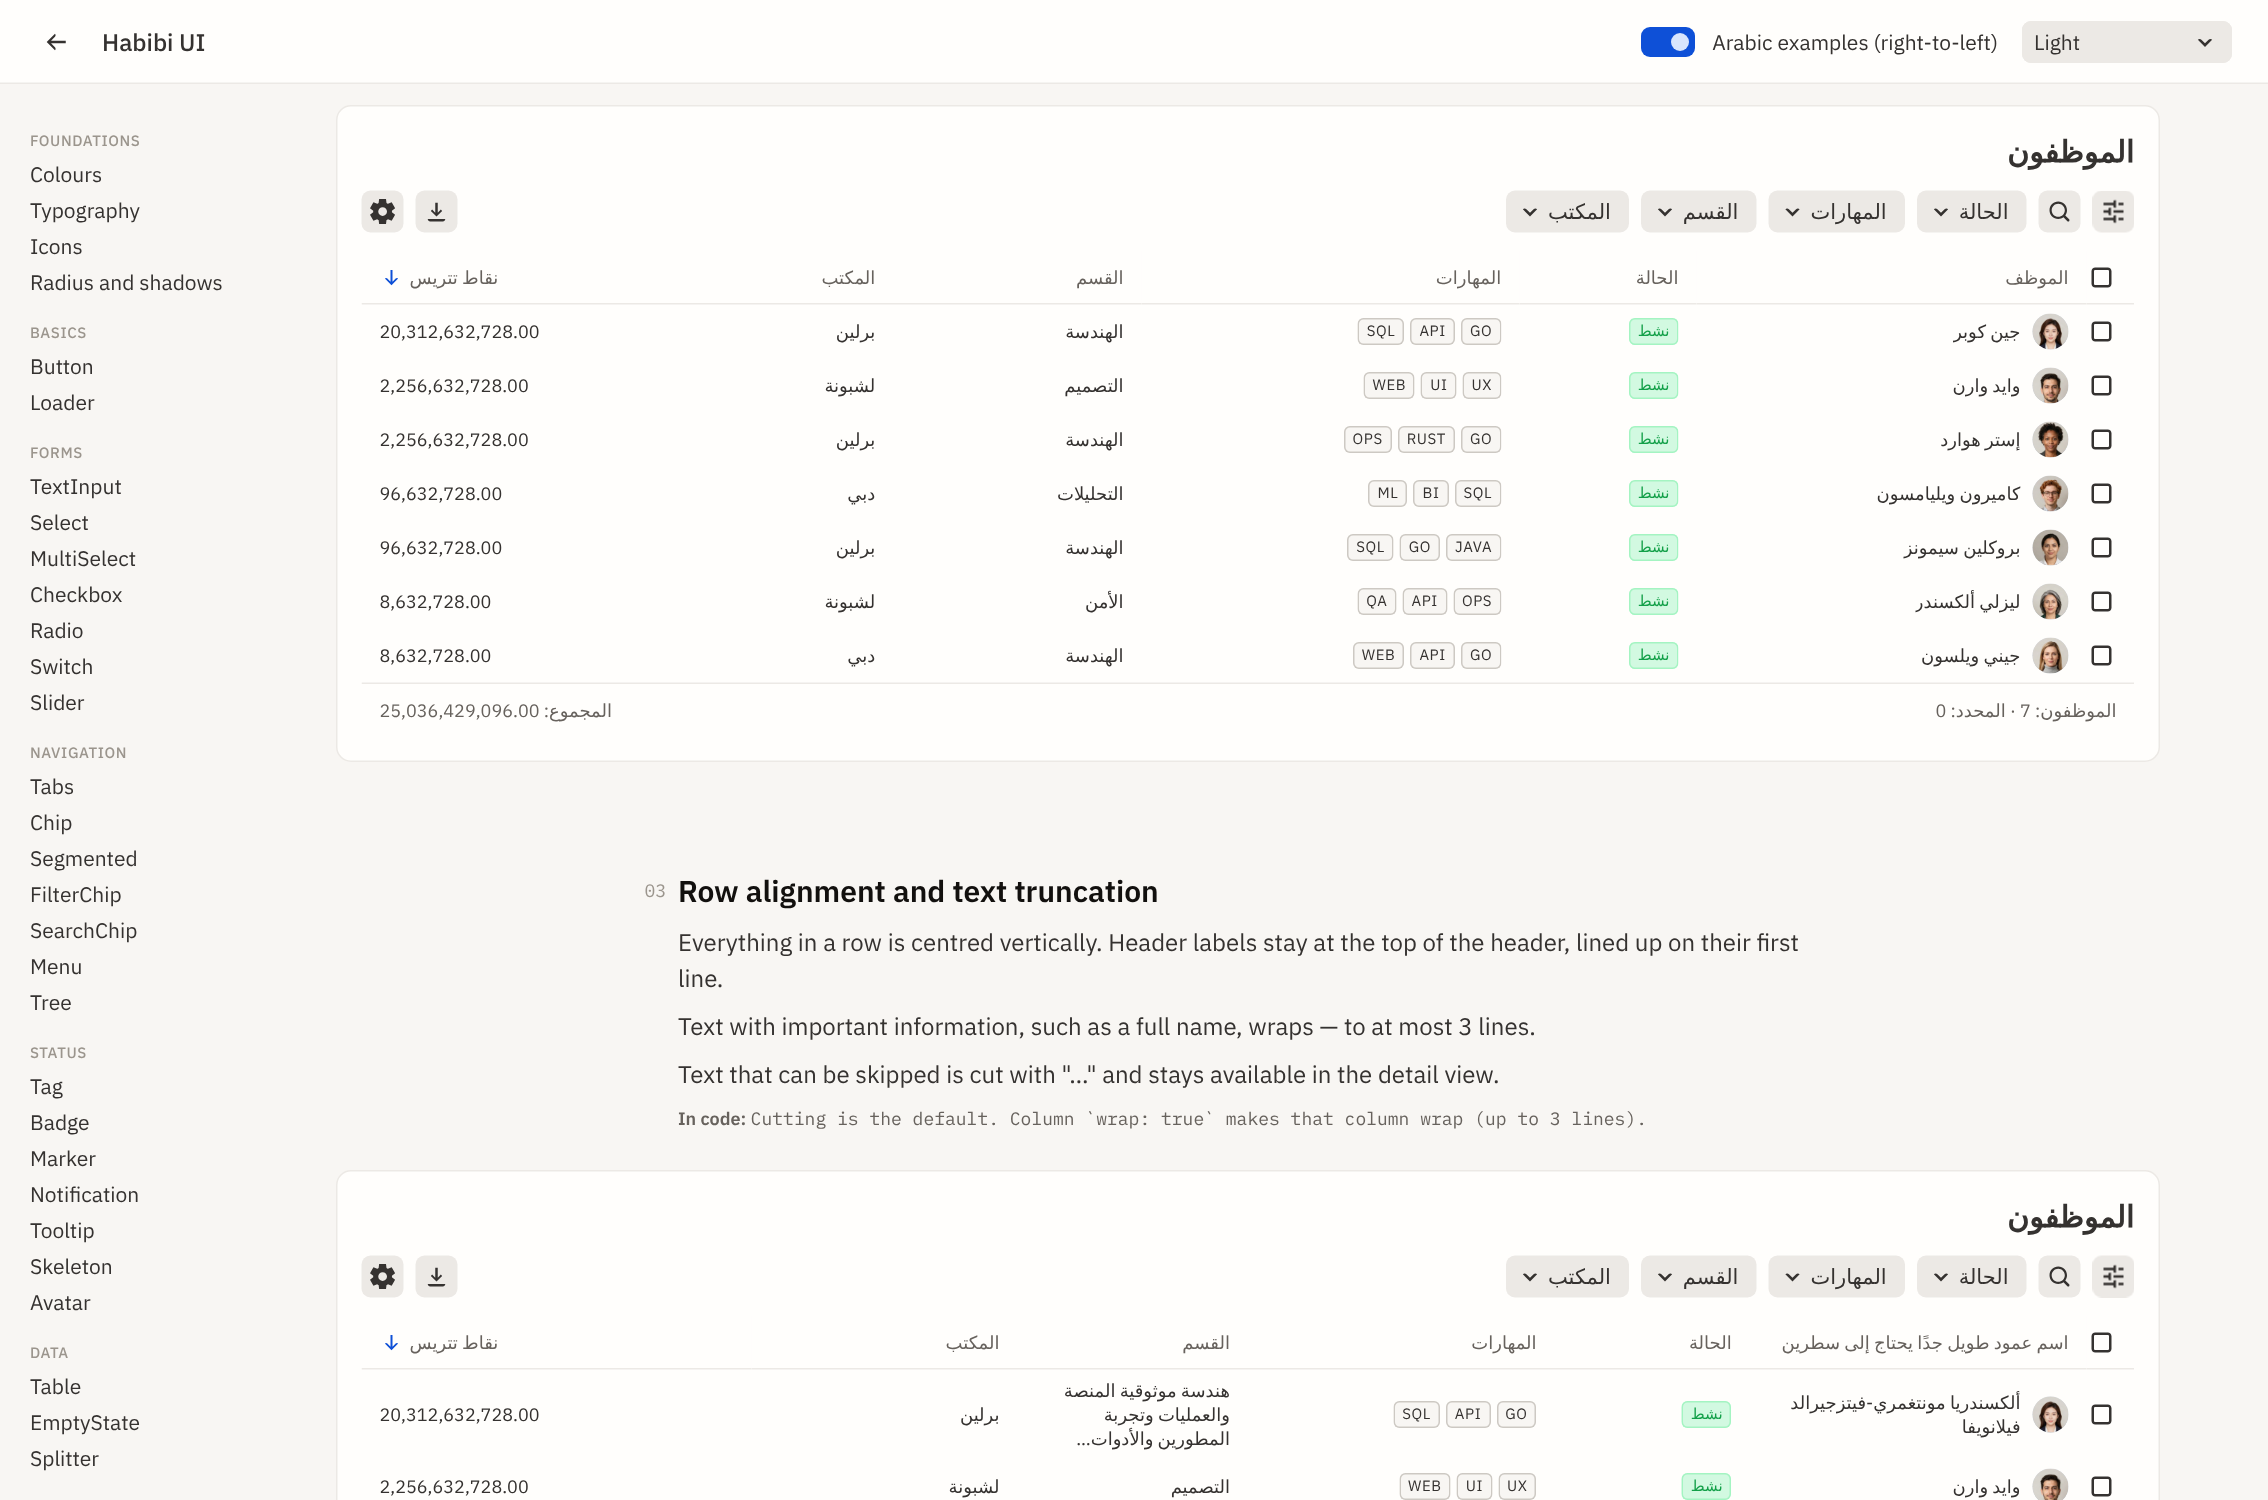 Habibi UI
Arabic examples (right-to-left)
Light
FOUNDATIONS
Colours
Typography
Icons
Radius and shadows
BASICS
Button
Loader
FORMS
TextInput
Select
MultiSelect
Checkbox
Radio
Switch
Slider
NAVIGATION
Tabs
Chip
Segmented
FilterChip
SearchChip
Menu
Tree
STATUS
Tag
Badge
Marker
Notification
Tooltip
Skeleton
Avatar
DATA
Table
EmptyState
Splitter
الموظفون
الحالة المهارات القسم المكتب
الموظف الحالة المهارات القسم المكتب نقاط تتريس
جين كوبر نشط GO API SQL الهندسة برلين 20,312,632,728.00
وايد وارن نشط UX UI WEB التصميم لشبونة 2,256,632,728.00
إستر هوارد نشط GO RUST OPS الهندسة برلين 2,256,632,728.00
كاميرون ويليامسون نشط SQL BI ML التحليلات دبي 96,632,728.00
بروكلين سيمونز نشط JAVA GO SQL الهندسة برلين 96,632,728.00
ليزلي ألكسندر نشط OPS API QA الأمن لشبونة 8,632,728.00
جيني ويلسون نشط GO API WEB الهندسة دبي 8,632,728.00
الموظفون: 7 · المحدد: 0 المجموع: 25,036,429,096.00
03 Row alignment and text truncation
Everything in a row is centred vertically. Header labels stay at the top of the header, lined up on their first
line.
Text with important information, such as a full name, wraps — to at most 3 lines.
Text that can be skipped is cut with "…" and stays available in the detail view.
In code: Cutting is the default. Column `wrap: true` makes that column wrap (up to 3 lines).
الموظفون
الحالة المهارات القسم المكتب
اسم عمود طويل جدًا يحتاج إلى سطرين الحالة المهارات القسم المكتب نقاط تتريس
ألكسندريا مونتغمري-فيتزجيرالد
فيلانويفا
نشط GO API SQL
هندسة موثوقية المنصة
والعمليات وتجربة
المطورين والأدوات...
برلين 20,312,632,728.00
وايد وارن نشط UX UI WEB التصميم لشبونة 2,256,632,728.00